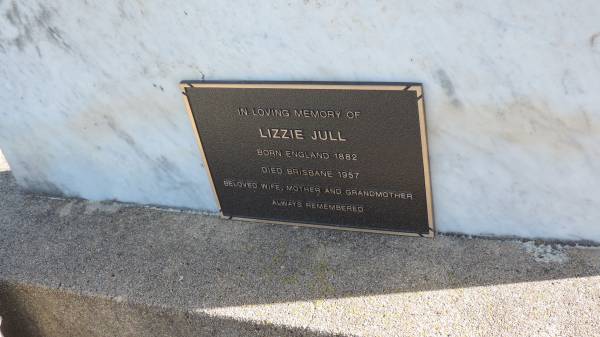 IN LOVING MEMORY OF
LIZZIE JULL
BORN ENGLAND 1882
DIED BRISBANE 1957
BELOVED WIFE, MOTHER AND GRANDMOTHER
ALWAYS REMEMBERED